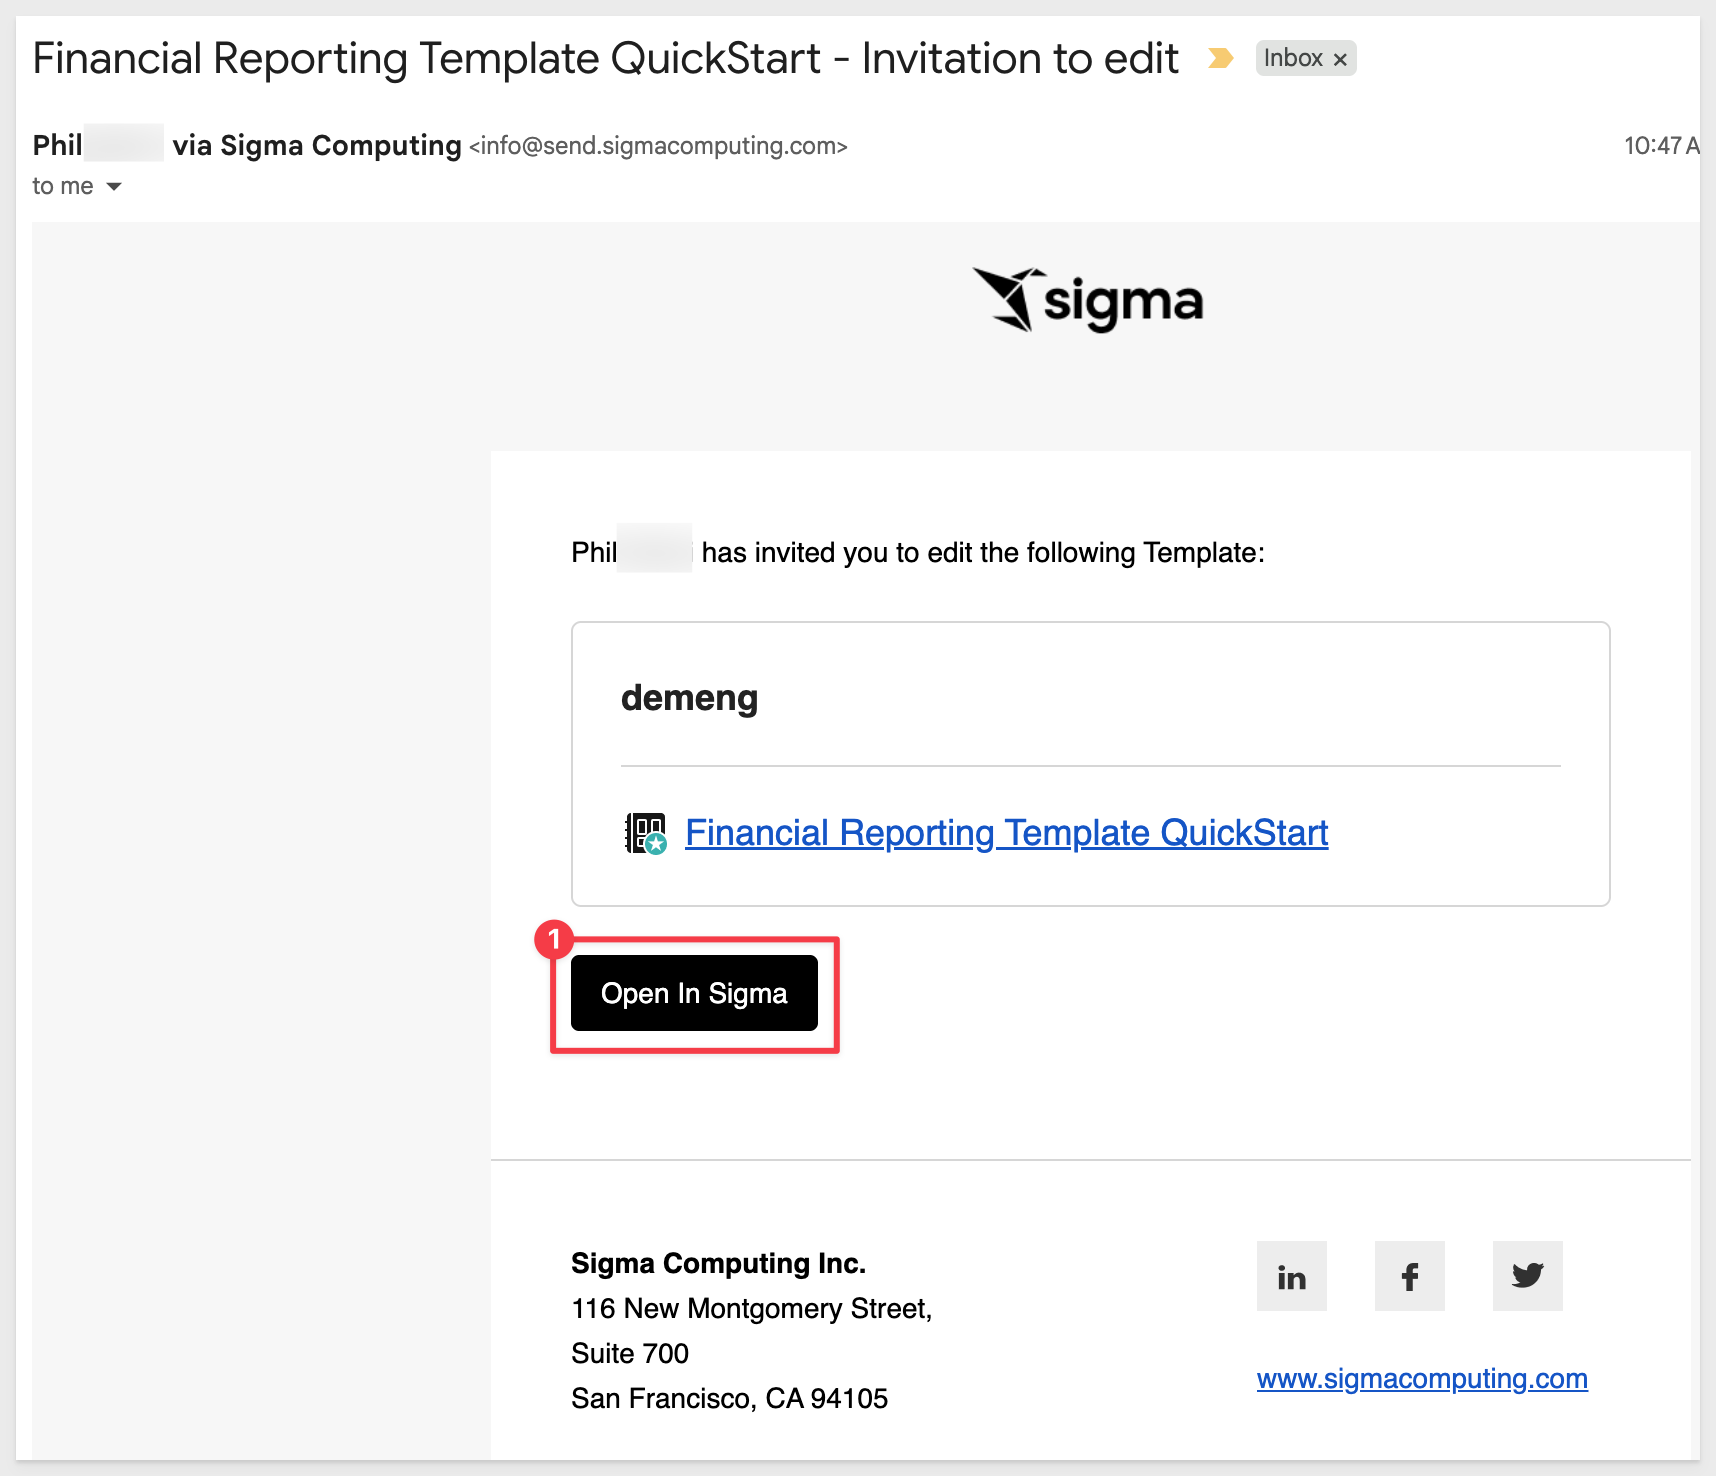 Financial Reporting Template QuickStart - Invitation to edit
Inbox ×
Phil via Sigma Computing <info@send.sigmacomputing.com>
10:47 A
to me
sigma
Phil has invited you to edit the following Template:
demeng
Financial Reporting Template QuickStart
1
Open In Sigma
Sigma Computing Inc.
116 New Montgomery Street,
Suite 700
San Francisco, CA 94105
in f
www.sigmacomputing.com